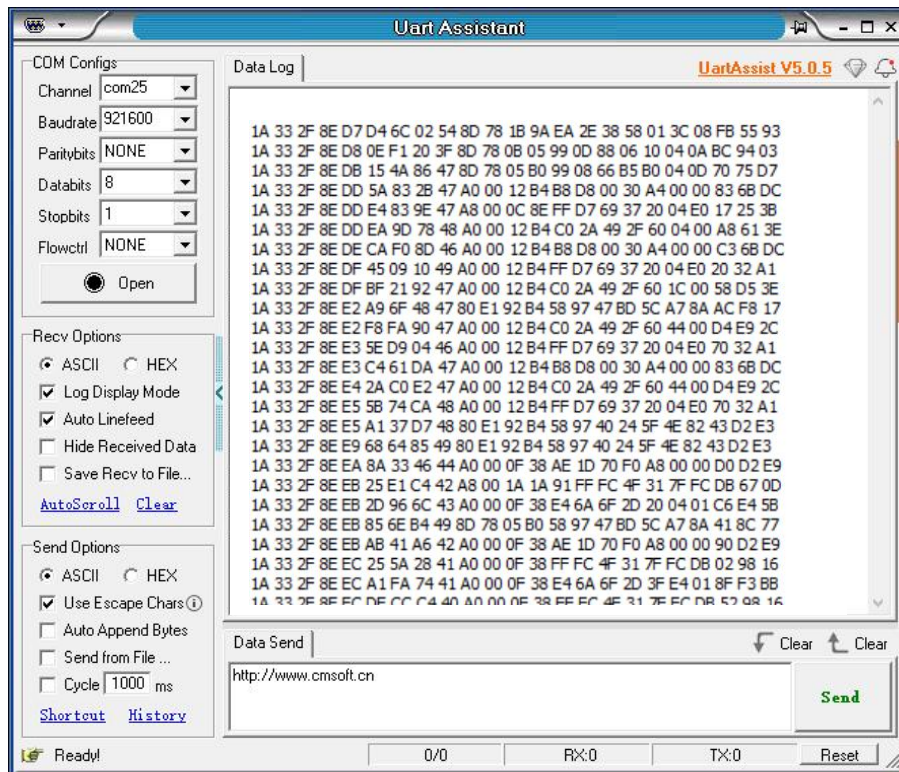 Uart Assistant
COM Configs
Channel com25
Baudrate 921600
Paritybits NONE
Databits 8
Stopbits 1
Flowctrl NONE
Open
Recv Options
ASCII HEX
Log Display Mode
Auto Linefeed
Hide Received Data
Save Recv to File...
AutoScroll Clear
Send Options
ASCII HEX
Use Escape Chars
Auto Append Bytes
Send from File ...
Cycle 1000 ms
Shortcut History
Data Log
UartAssist V5.0.5
1A 33 2F 8E D7 D4 6C 02 54 8D 78 1B 9A EA 2E 38 58 01 3C 08 FB 55 93
1A 33 2F 8E D8 0E F1 20 3F 8D 78 0B 05 99 0D 88 06 10 04 0A BC 94 03
1A 33 2F 8E DB 15 4A 86 47 8D 78 05 B0 99 08 66 B5 B0 04 0D 70 75 D7
1A 33 2F 8E DD 5A 83 2B 47 A0 00 12 B4 B8 D8 00 30 A4 00 00 83 6B DC
1A 33 2F 8E DD E4 83 9E 47 A8 00 0C 8E FF D7 69 37 20 04 E0 17 25 3B
1A 33 2F 8E DD EA 9D 78 48 A0 00 12 B4 C0 2A 49 2F 60 04 00 A8 61 3E
1A 33 2F 8E DE CA F0 8D 46 A0 00 12 B4 B8 D8 00 30 A4 00 00 C3 6B DC
1A 33 2F 8E DF 45 09 10 49 A0 00 12 B4 FF D7 69 37 20 04 E0 20 32 A1
1A 33 2F 8E DF BF 21 92 47 A0 00 12 B4 C0 2A 49 2F 60 1C 00 58 D5 3E
1A 33 2F 8E E2 A9 6F 48 47 80 E1 92 B4 58 97 47 BD 5C A7 8A AC F8 17
1A 33 2F 8E E2 F8 FA 90 47 A0 00 12 B4 C0 2A 49 2F 60 44 00 D4 E9 2C
1A 33 2F 8E E3 5E D9 04 46 A0 00 12 B4 FF D7 69 37 20 04 E0 70 32 A1
1A 33 2F 8E E3 C4 61 DA 47 A0 00 12 B4 B8 D8 00 30 A4 00 00 83 6B DC
1A 33 2F 8E E4 2A C0 E2 47 A0 00 12 B4 C0 2A 49 2F 60 44 00 D4 E9 2C
1A 33 2F 8E E5 5B 74 CA 48 A0 00 12 B4 FF D7 69 37 20 04 E0 70 32 A1
1A 33 2F 8E E5 A1 37 D7 48 80 E1 92 B4 58 97 40 24 5F 4E 82 43 D2 E3
1A 33 2F 8E E9 68 64 85 49 80 E1 92 B4 58 97 40 24 5F 4E 82 43 D2 E3
1A 33 2F 8E EA 8A 33 46 44 A0 00 0F 38 AE 1D 70 F0 A8 00 00 D0 D2 E9
1A 33 2F 8E EB 25 E1 C4 42 A8 00 1A 1A 91 FF FC 4F 31 7F FC DB 67 0D
1A 33 2F 8E EB 2D 96 6C 43 A0 00 0F 38 E4 6A 6F 2D 20 04 01 C6 E4 5B
1A 33 2F 8E EB 85 6E B4 49 8D 78 05 B0 58 97 47 BD 5C A7 8A 41 8C 77
1A 33 2F 8E EB AB 41 A6 42 A0 00 0F 38 AE 1D 70 F0 A8 00 00 90 D2 E9
1A 33 2F 8E EC 25 5A 28 41 A0 00 0F 38 FF FC 4F 31 7F FC DB 02 98 16
1A 33 2F 8E EC A1 FA 74 41 A0 00 0F 38 E4 6A 6F 2D 3F E4 01 8F F3 BB
1A 33 2F 8E EC DE CC C4 40 A0 00 0F 38 FF FC 4F 31 7F FC DB 52 98 16
Data Send Clear Clear
http://www.cmsoft.cn
Send
Ready! 0/0 RX:0 TX:0 Reset